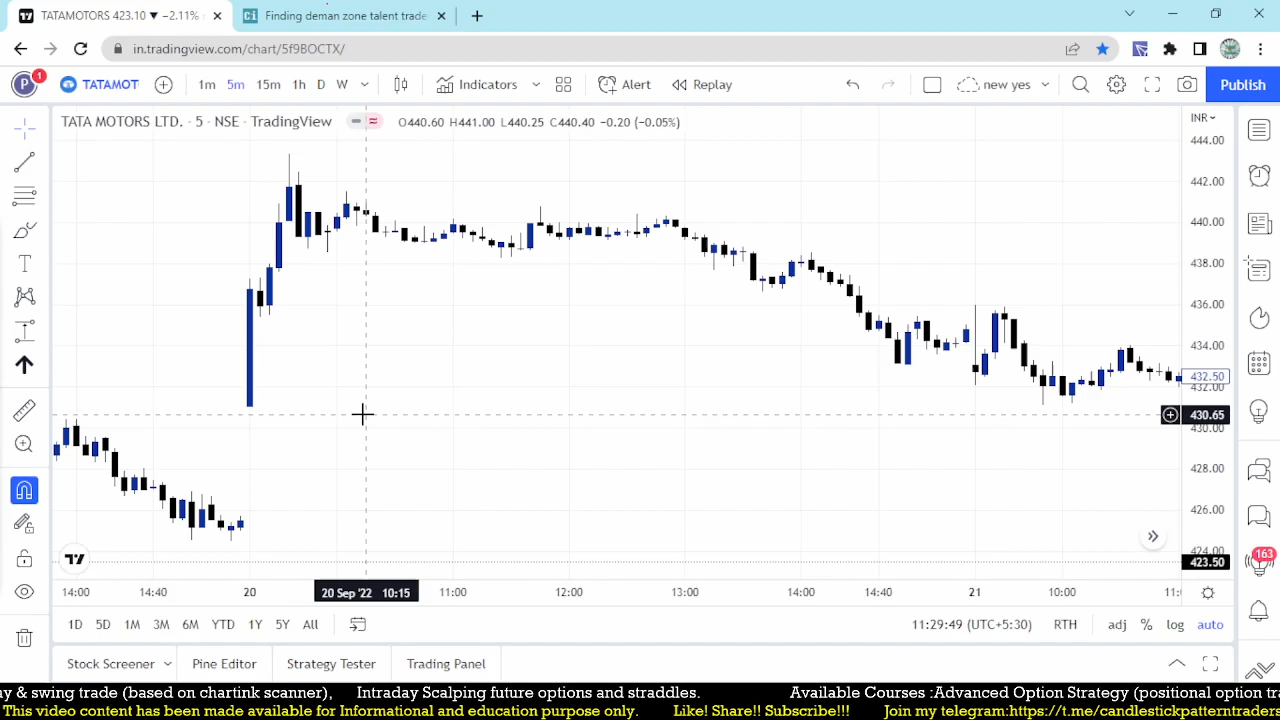 TATAMOTORS 423.10 ▼ −2.11%
Finding deman zone talent trade
in.tradingview.com/chart/5f9BOCTX/
P 1 TATAMOT 1m 5m 15m 1h D W Indicators Alert Replay new yes Publish
TATA MOTORS LTD. · 5 · NSE · TradingView O440.60 H441.00 L440.25 C440.40 −0.20 (−0.05%)
INR
444.00
442.00
440.00
438.00
436.00
434.00
432.50
432.00
430.65
430.00
428.00
426.00
424.00
423.50
163
14:00 14:40 20 20 Sep '22 10:15 11:00 12:00 13:00 14:00 14:40 21 10:00 11:0
1D 5D 1M 3M 6M YTD 1Y 5Y All 11:29:49 (UTC+5:30) RTH adj % log auto
Stock Screener Pine Editor Strategy Tester Trading Panel
y & swing trade (based on chartink scanner), Intraday Scalping future options and straddles. Available Courses :Advanced Option Strategy (positional option tra
This video content has been made available for Informational and education purpose only. Like! Share!! Subscribe!!! Join my telegram:https://t.me/candlestickpatterntraders